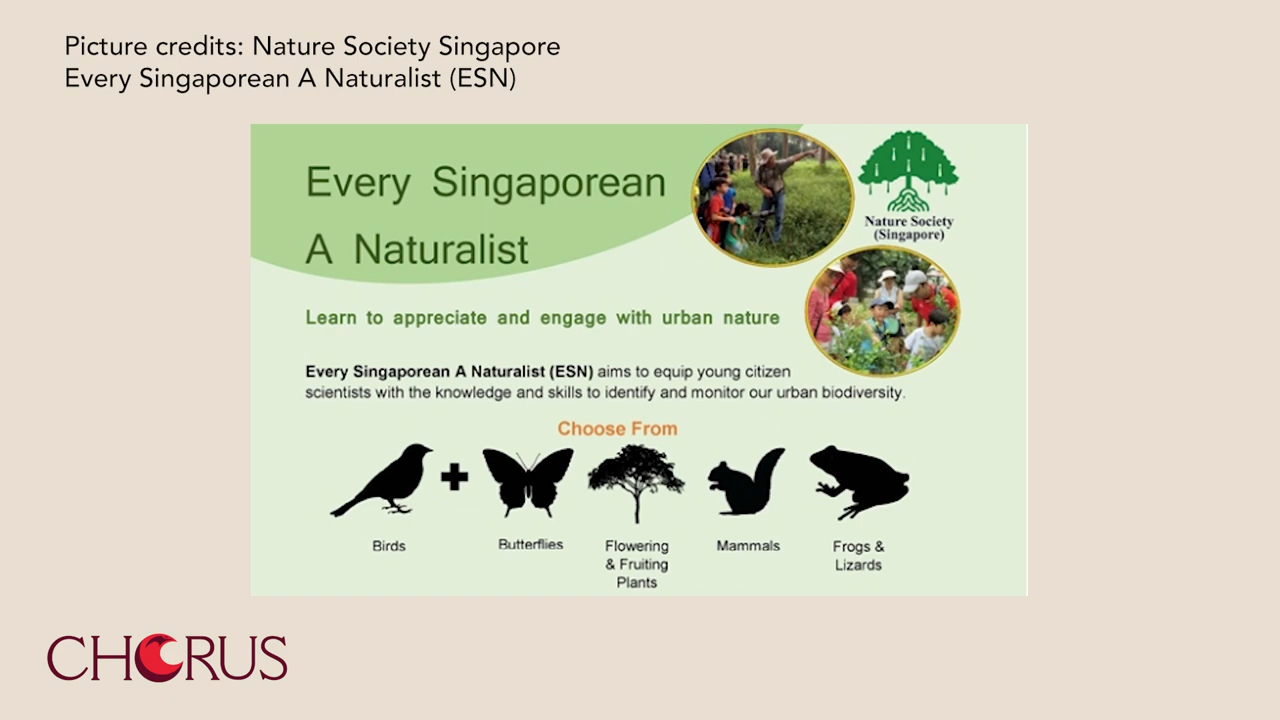 Picture credits: Nature Society Singapore
Every Singaporean A Naturalist (ESN)
Every Singaporean
A Naturalist
Nature Society
(Singapore)
Learn to appreciate and engage with urban nature
Every Singaporean A Naturalist (ESN) aims to equip young citizen
scientists with the knowledge and skills to identify and monitor our urban biodiversity.
Choose From
Birds
Butterflies
Flowering
& Fruiting
Plants
Mammals
Frogs &
Lizards
CHORUS